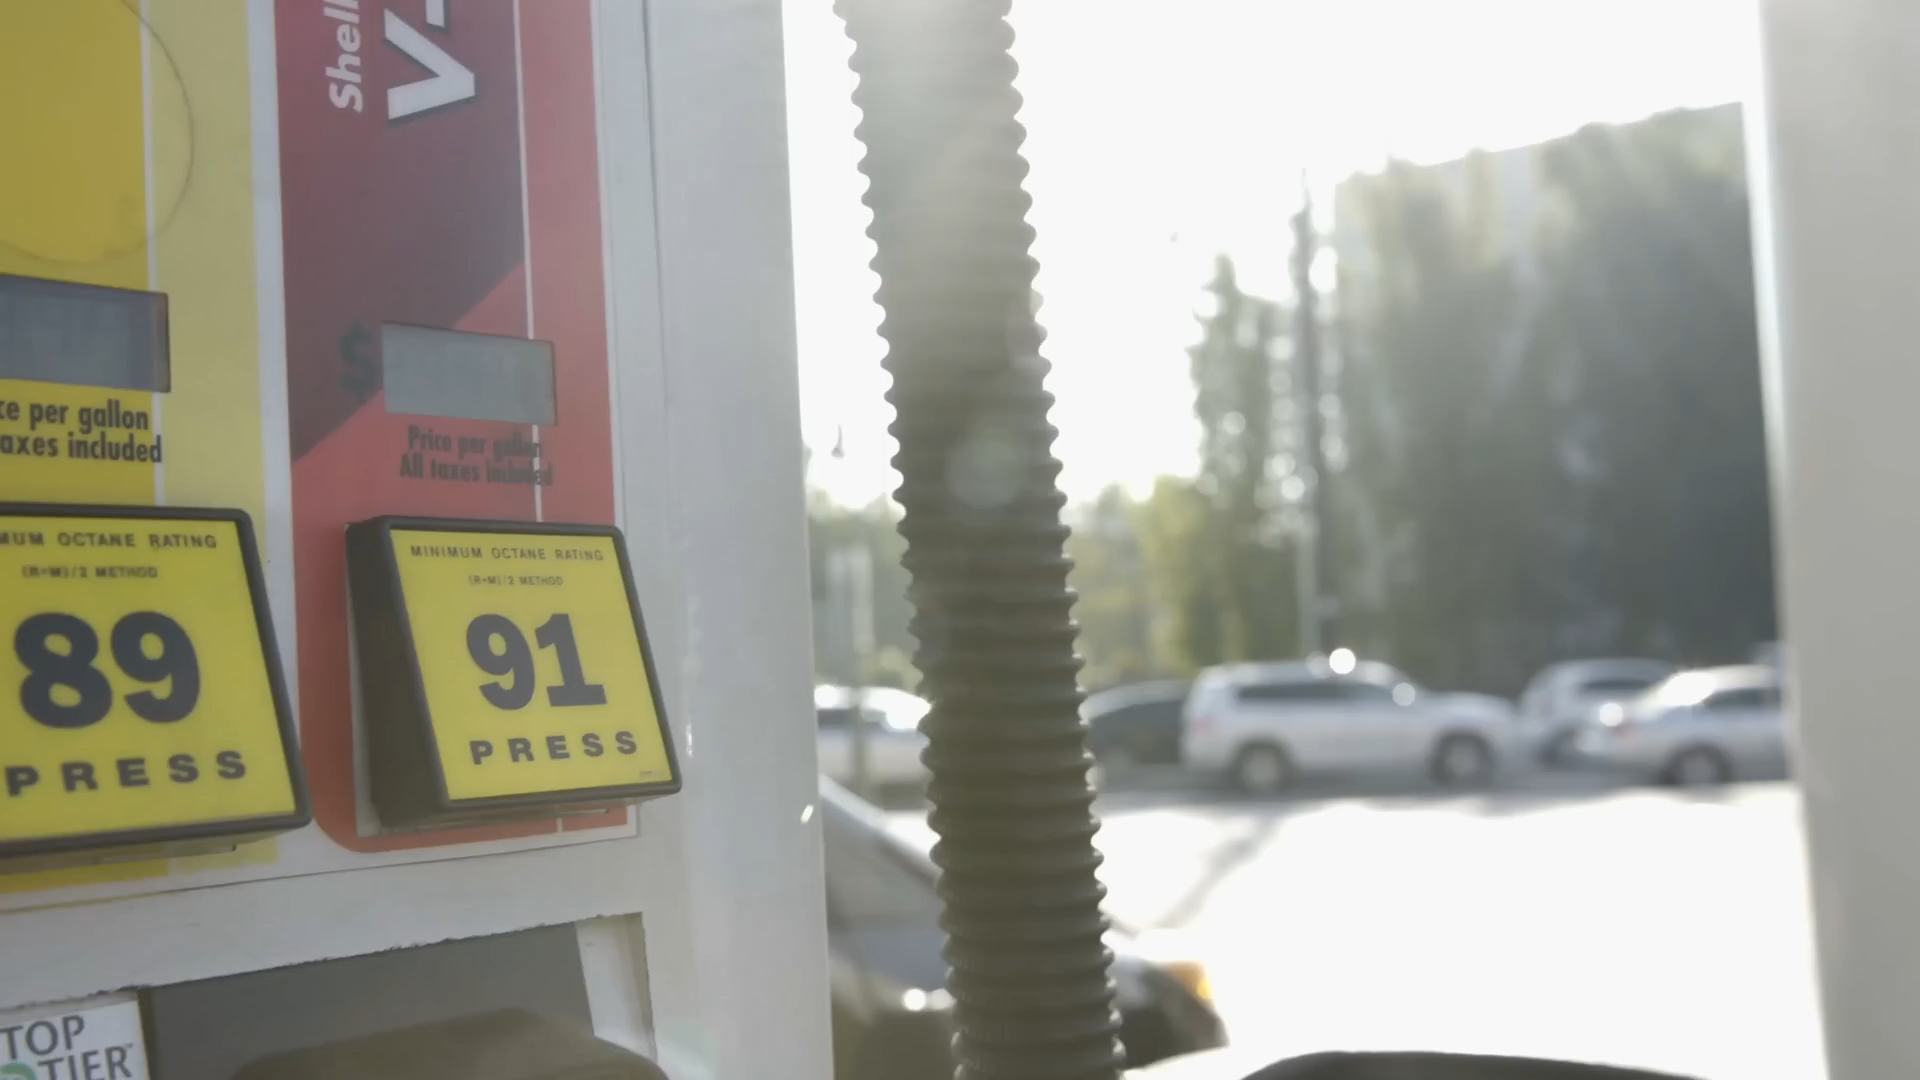 Shell
V-
$
ce per gallon
axes included
Price per gallon
All taxes included
MUM OCTANE RATING
(R+M)/2 METHOD
89
PRESS
MINIMUM OCTANE RATING
(R+M)/2 METHOD
91
PRESS
TOP
TIER™